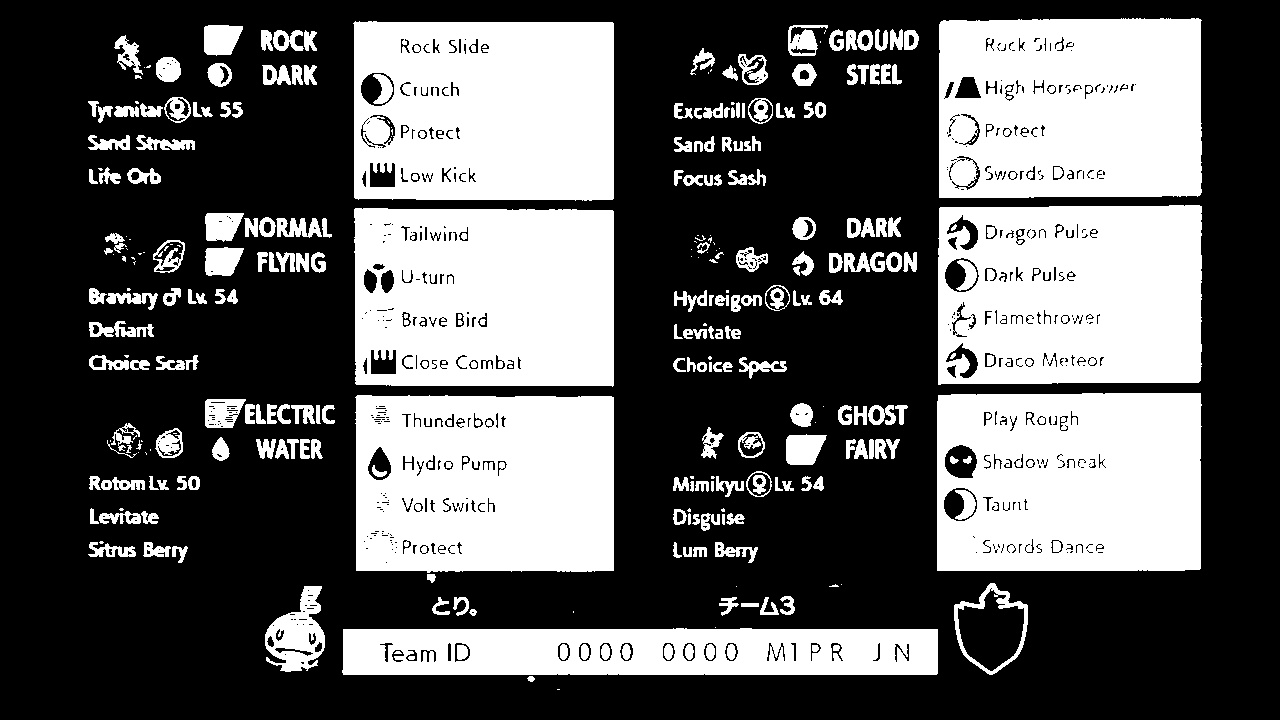 ROCK
DARK
Tyranitar♀Lv. 55
Sand Stream
Life Orb
Rock Slide
Crunch
Protect
Low Kick
GROUND
STEEL
Excadrill♀Lv. 50
Sand Rush
Focus Sash
Rock Slide
High Horsepower
Protect
Swords Dance
NORMAL
FLYING
Braviary♂Lv. 54
Defiant
Choice Scarf
Tailwind
U-turn
Brave Bird
Close Combat
DARK
DRAGON
Hydreigon♀Lv. 64
Levitate
Choice Specs
Dragon Pulse
Dark Pulse
Flamethrower
Draco Meteor
ELECTRIC
WATER
Rotom Lv. 50
Levitate
Sitrus Berry
Thunderbolt
Hydro Pump
Volt Switch
Protect
GHOST
FAIRY
Mimikyu♀Lv. 54
Disguise
Lum Berry
Play Rough
Shadow Sneak
Taunt
Swords Dance
とり。 チーム3
Team ID 0000 0000 M1PR JN